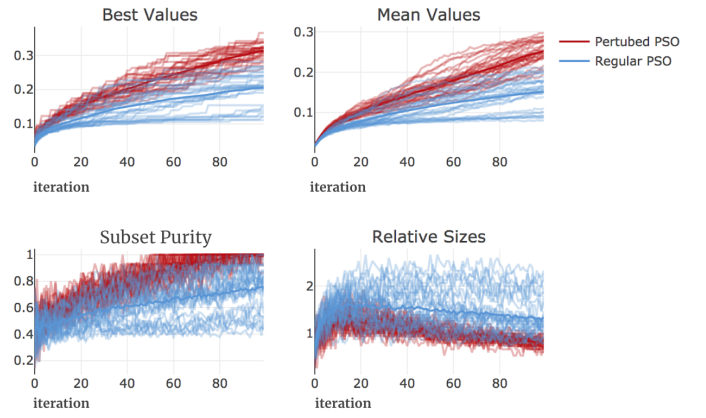 Best Values
0.3
0.2
0.1
0 20 40 60 80
iteration
Mean Values
0.3
0.2
0.1
0 20 40 60 80
iteration
Pertubed PSO
Regular PSO
Subset Purity
1
0.8
0.6
0.4
0.2
0 20 40 60 80
iteration
Relative Sizes
2
1
0 20 40 60 80
iteration